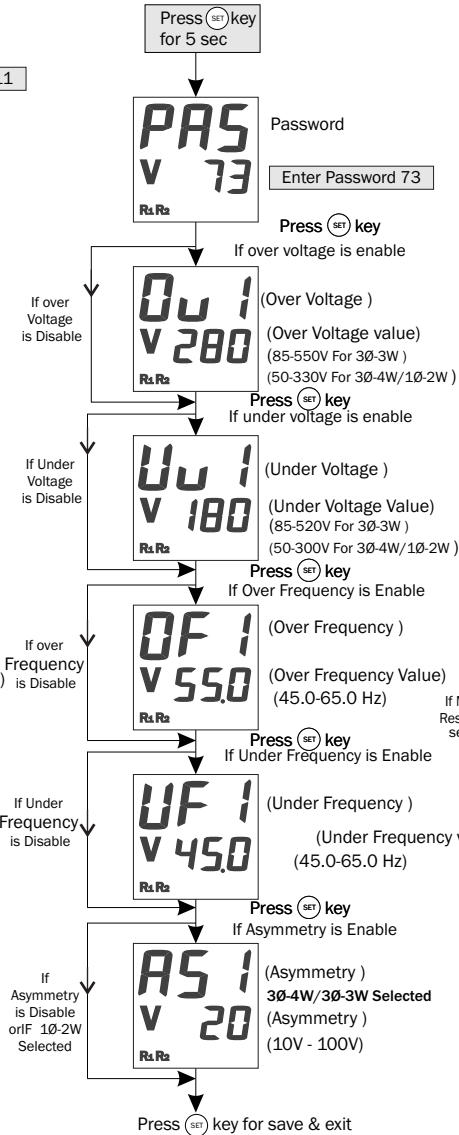 Press SET key
for 5 sec
11
PAS
V 73
R1 R2
Password
Enter Password 73
Press SET key
If over voltage is enable
If over
Voltage
is Disable
Ou 1
V 280
R1 R2
(Over Voltage )
(Over Voltage value)
(85-550V For 3Ø-3W )
(50-330V For 3Ø-4W/1Ø-2W )
Press SET key
If under voltage is enable
If Under
Voltage
is Disable
Uu 1
V 180
R1 R2
(Under Voltage )
(Under Voltage Value)
(85-520V For 3Ø-3W )
(50-300V For 3Ø-4W/1Ø-2W )
Press SET key
If Over Frequency is Enable
If over
Frequency
) is Disable
OF 1
V 55.0
R1 R2
(Over Frequency )
(Over Frequency Value)
(45.0-65.0 Hz)
Press SET key
If Under Frequency is Enable
If Under
Frequency
is Disable
UF 1
V 45.0
R1 R2
(Under Frequency )
(Under Frequency v
(45.0-65.0 Hz)
Press SET key
If Asymmetry is Enable
If
Asymmetry
is Disable
orIF 1Ø-2W
Selected
AS 1
V 20
R1 R2
(Asymmetry )
3Ø-4W/3Ø-3W Selected
(Asymmetry )
(10V - 100V)
Press SET key for save & exit